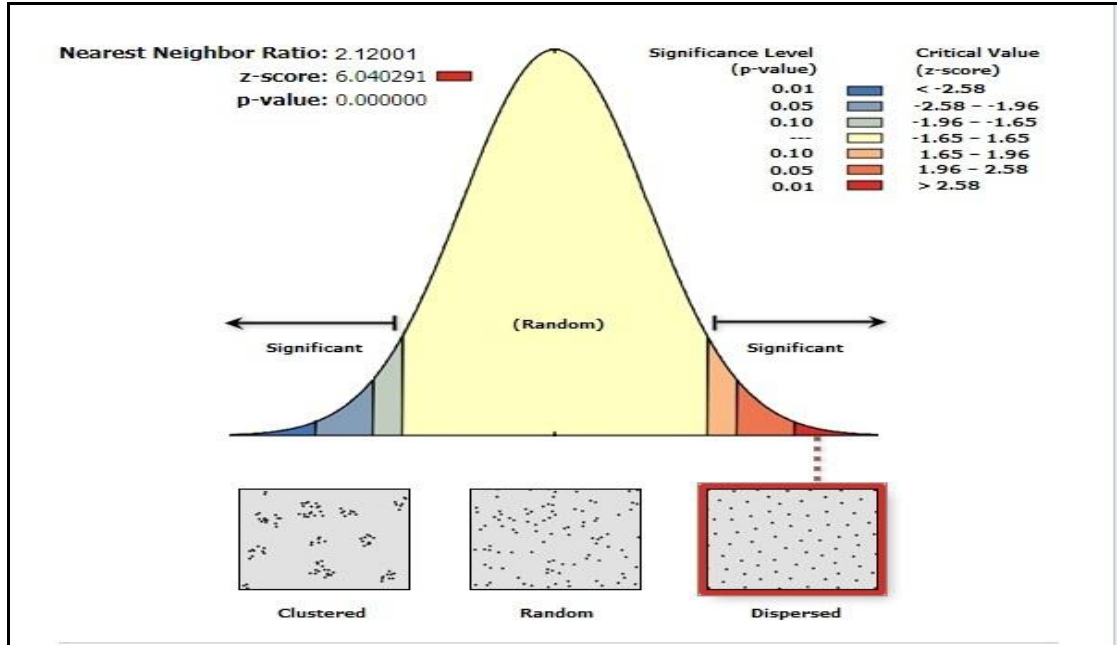 Nearest Neighbor Ratio: 2.12001
z-score: 6.040291
p-value: 0.000000
Significance Level
(p-value)
Critical Value
(z-score)
0.01 < -2.58
0.05 -2.58 – -1.96
0.10 -1.96 – -1.65
--- -1.65 – 1.65
0.10 1.65 – 1.96
0.05 1.96 – 2.58
0.01 > 2.58
(Random)
Significant
Significant
Clustered
Random
Dispersed